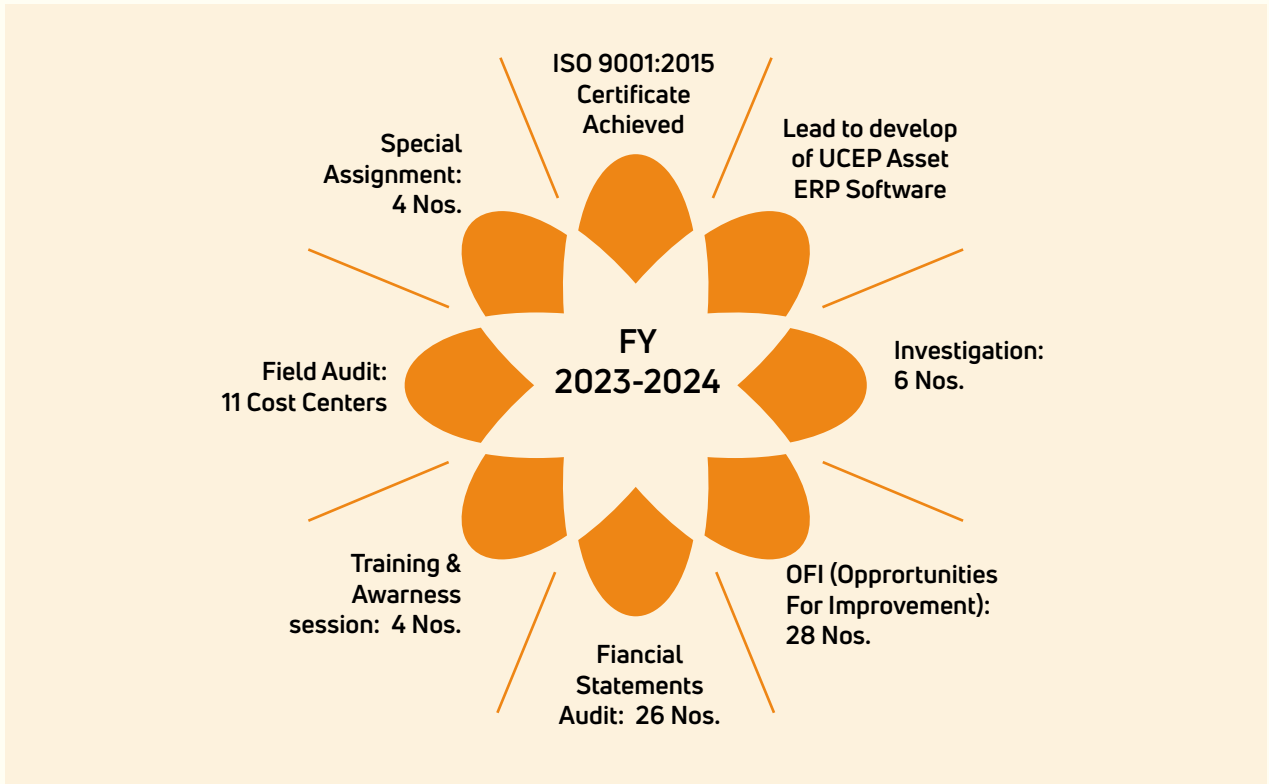 ISO 9001:2015
Certificate
Achieved
Lead to develop
of UCEP Asset
ERP Software
Investigation:
6 Nos.
OFI (Opprortunities
For Improvement):
28 Nos.
Fiancial
Statements
Audit: 26 Nos.
Training &
Awarness
session: 4 Nos.
Field Audit:
11 Cost Centers
Special
Assignment:
4 Nos.
FY
2023-2024